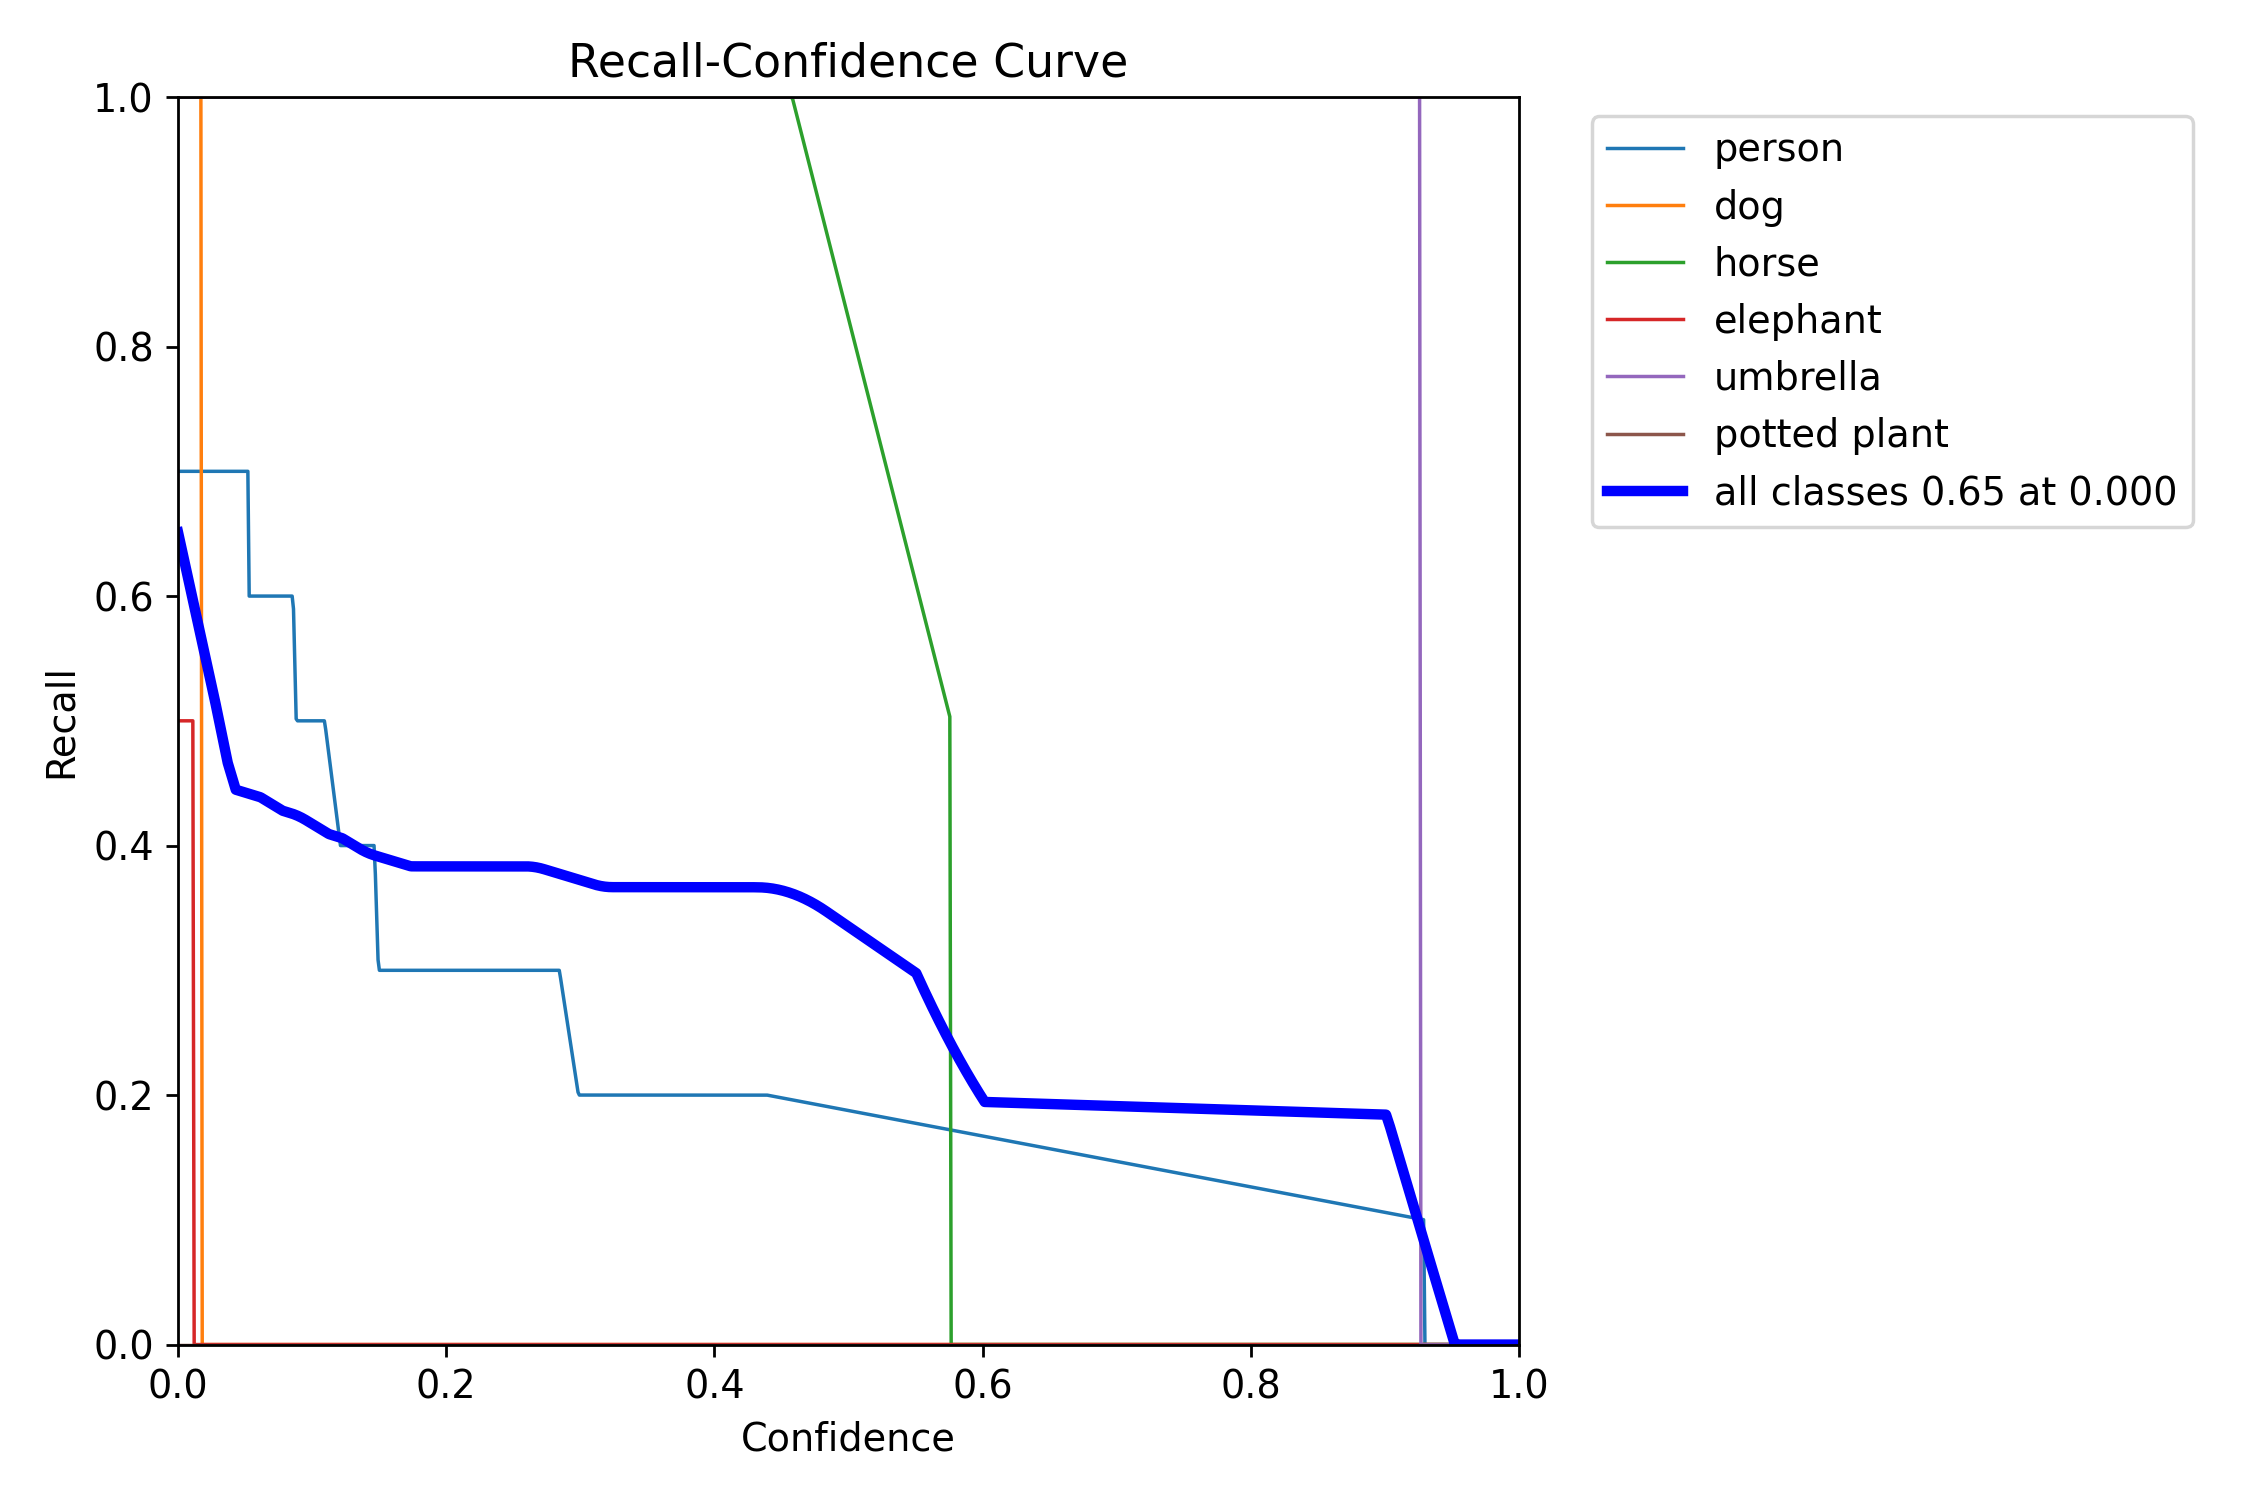 Recall-Confidence Curve
1.0
0.8
0.6
0.4
0.2
0.0
Recall
0.0 0.2 0.4 0.6 0.8 1.0
Confidence
person
dog
horse
elephant
umbrella
potted plant
all classes 0.65 at 0.000